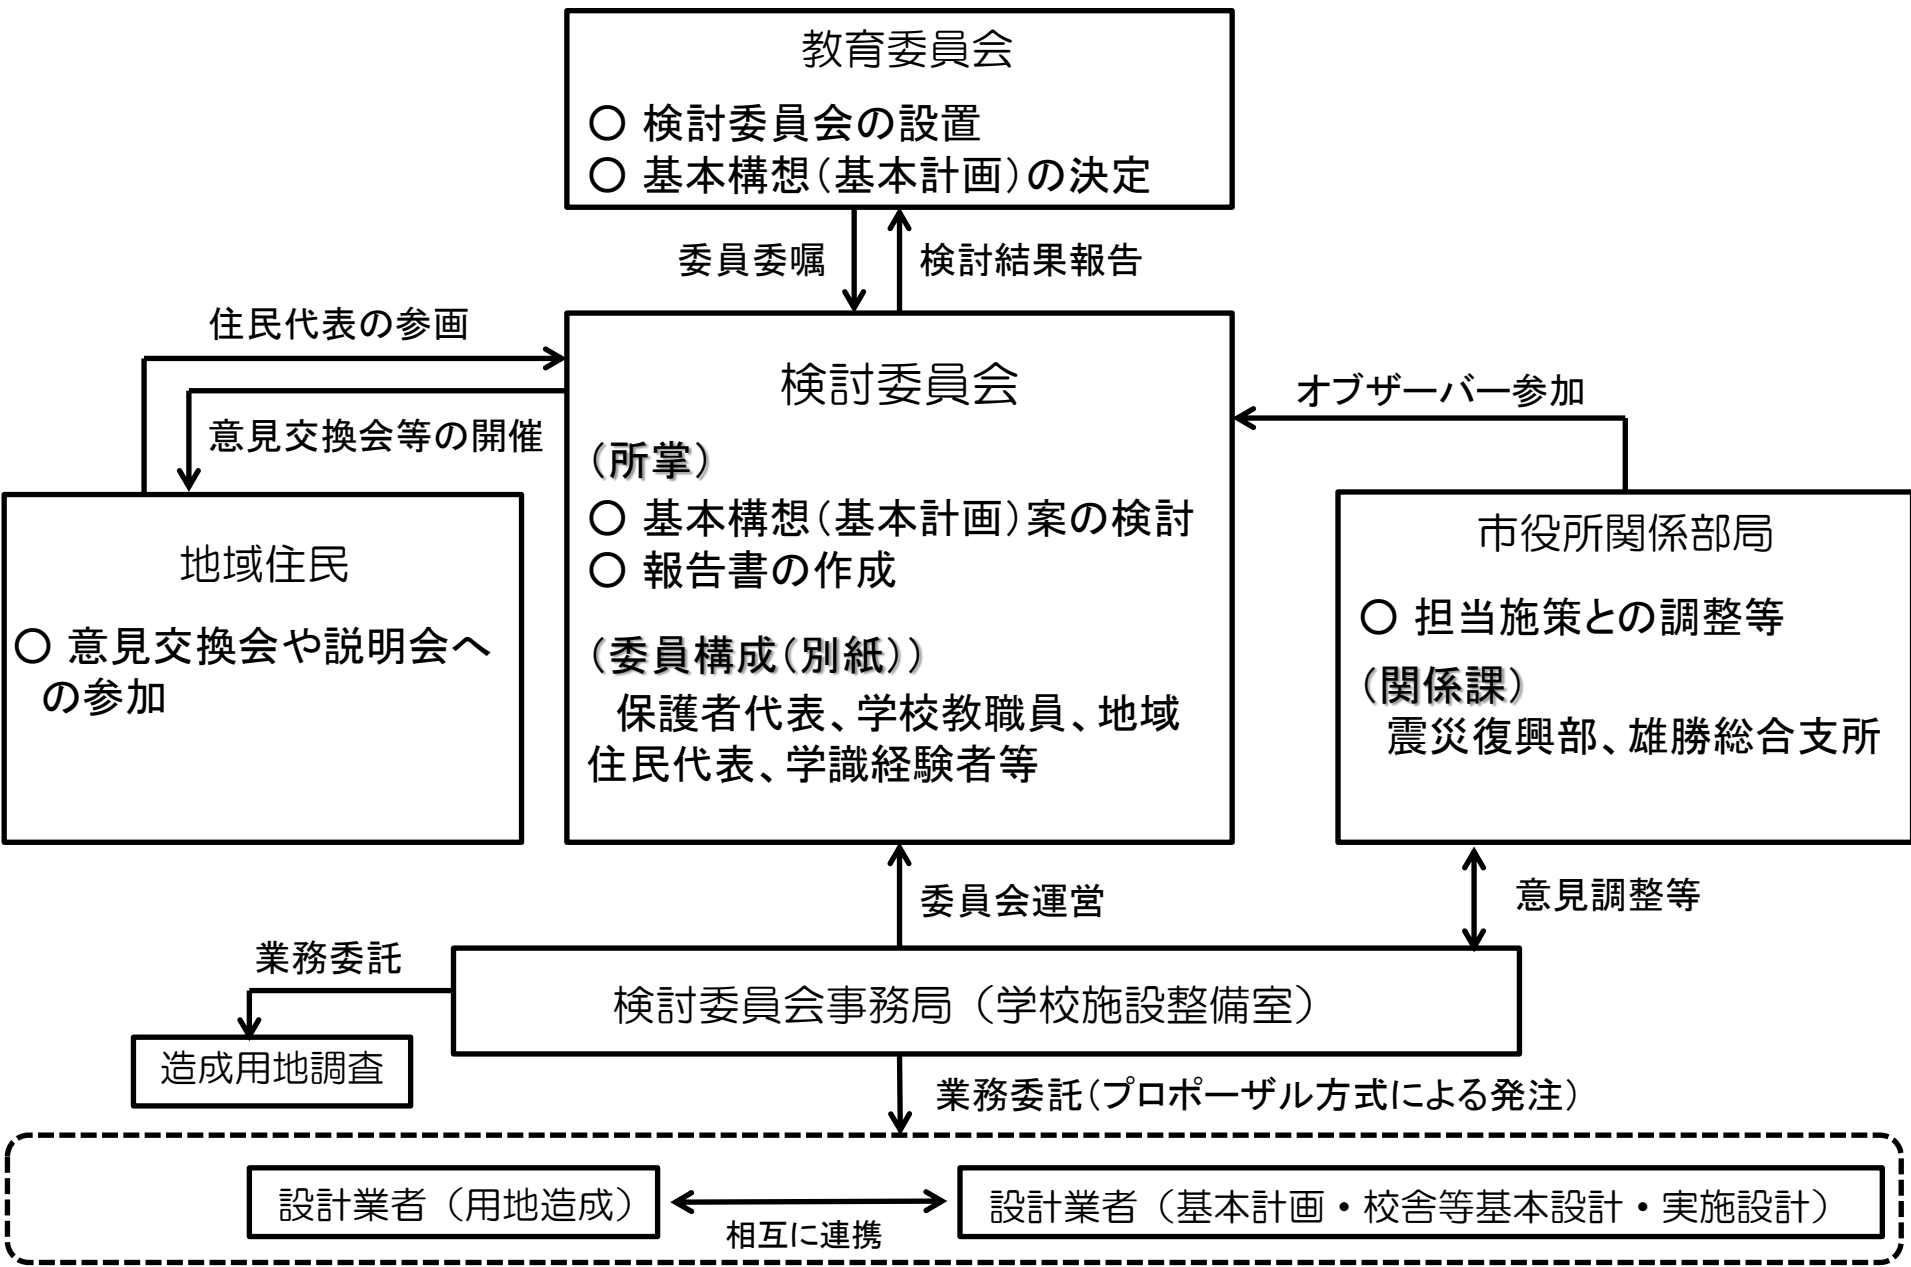 教育委員会
○ 検討委員会の設置
○ 基本構想(基本計画)の決定
委員委嘱
検討結果報告
住民代表の参画
意見交換会等の開催
検討委員会
(所掌)
○ 基本構想(基本計画)案の検討
○ 報告書の作成
(委員構成(別紙))
保護者代表、学校教職員、地域
住民代表、学識経験者等
オブザーバー参加
地域住民
○ 意見交換会や説明会へ
の参加
市役所関係部局
○ 担当施策との調整等
(関係課)
震災復興部、雄勝総合支所
委員会運営
意見調整等
業務委託
検討委員会事務局（学校施設整備室）
造成用地調査
業務委託(プロポーザル方式による発注)
設計業者（用地造成）
相互に連携
設計業者（基本計画・校舎等基本設計・実施設計）